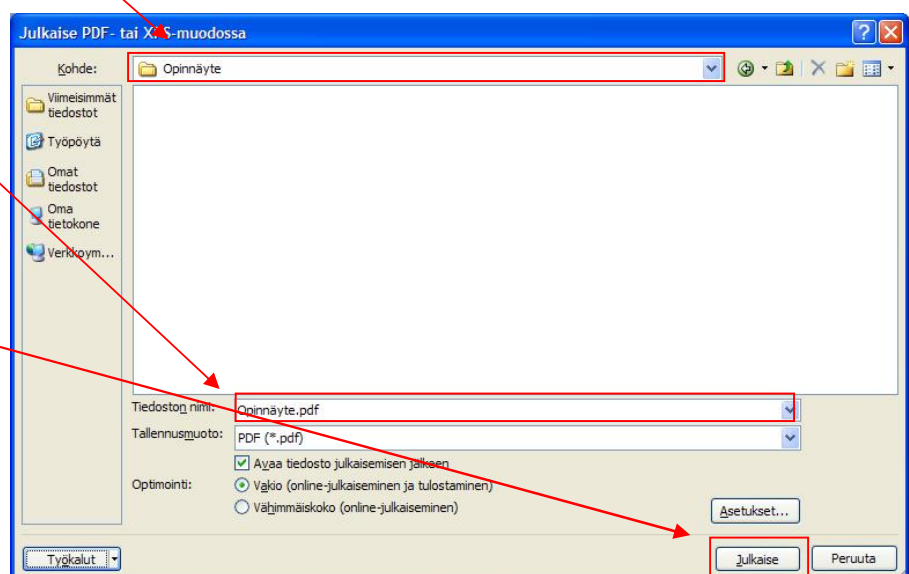 Julkaise PDF- tai XPS-muodossa
Kohde:
Opinnäyte
Viimeisimmät
tiedostot
Työpöytä
Omat
tiedostot
Oma
tietokone
Verkkoym...
Tiedoston nimi:
Opinnäyte.pdf
Tallennusmuoto:
PDF (*.pdf)
Avaa tiedosto julkaisemisen jälkeen
Optimointi:
Vakio (online-julkaiseminen ja tulostaminen)
Vähimmäiskoko (online-julkaiseminen)
Asetukset...
Työkalut
Julkaise
Peruuta